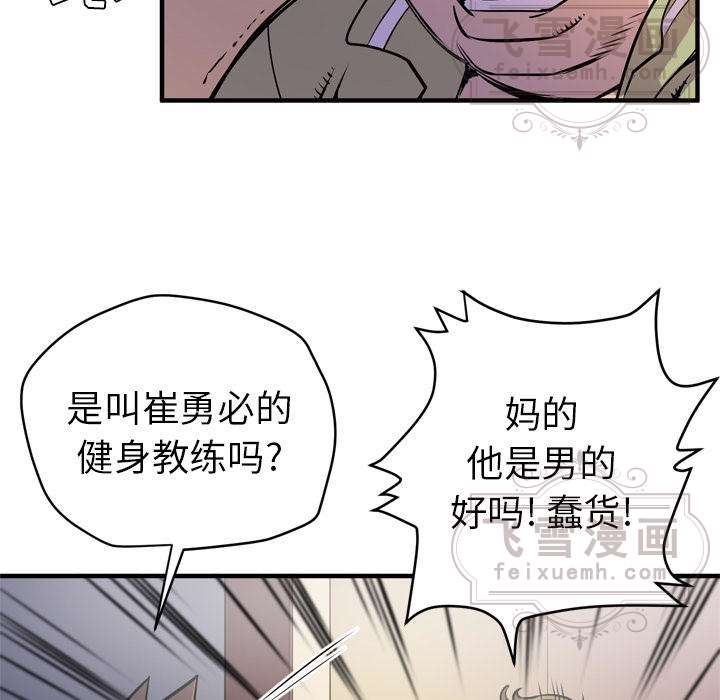 飞雪漫画
feixuemh.com
是叫崔勇必的
健身教练吗?
妈的
他是男的
好吗! 蠢货!
飞雪漫画
feixuemh.com